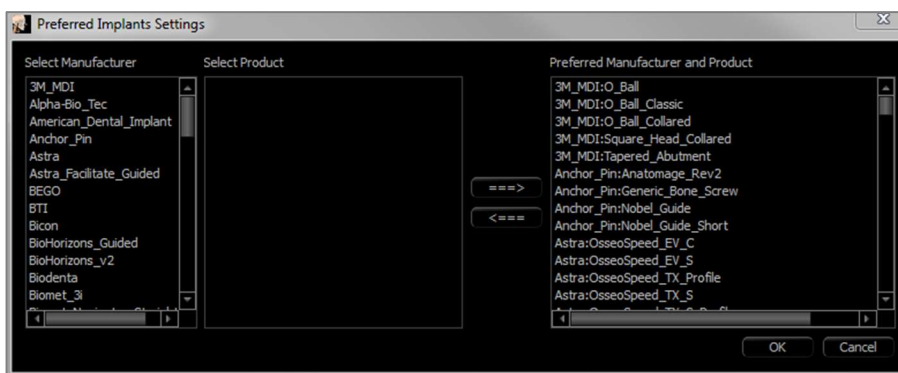 Preferred Implants Settings
Select Manufacturer
Select Product
Preferred Manufacturer and Product
3M_MDI
Alpha-Bio_Tec
American_Dental_Implant
Anchor_Pin
Astra
Astra_Facilitate_Guided
BEGO
BTI
Bicon
BioHorizons_Guided
BioHorizons_v2
Biodenta
Biomet_3i
===>
<===
3M_MDI:O_Ball
3M_MDI:O_Ball_Classic
3M_MDI:O_Ball_Collared
3M_MDI:Square_Head_Collared
3M_MDI:Tapered_Abutment
Anchor_Pin:Anatomage_Rev2
Anchor_Pin:Generic_Bone_Screw
Anchor_Pin:Nobel_Guide
Anchor_Pin:Nobel_Guide_Short
Astra:OsseoSpeed_EV_C
Astra:OsseoSpeed_EV_S
Astra:OsseoSpeed_TX_Profile
Astra:OsseoSpeed_TX_S
OK
Cancel